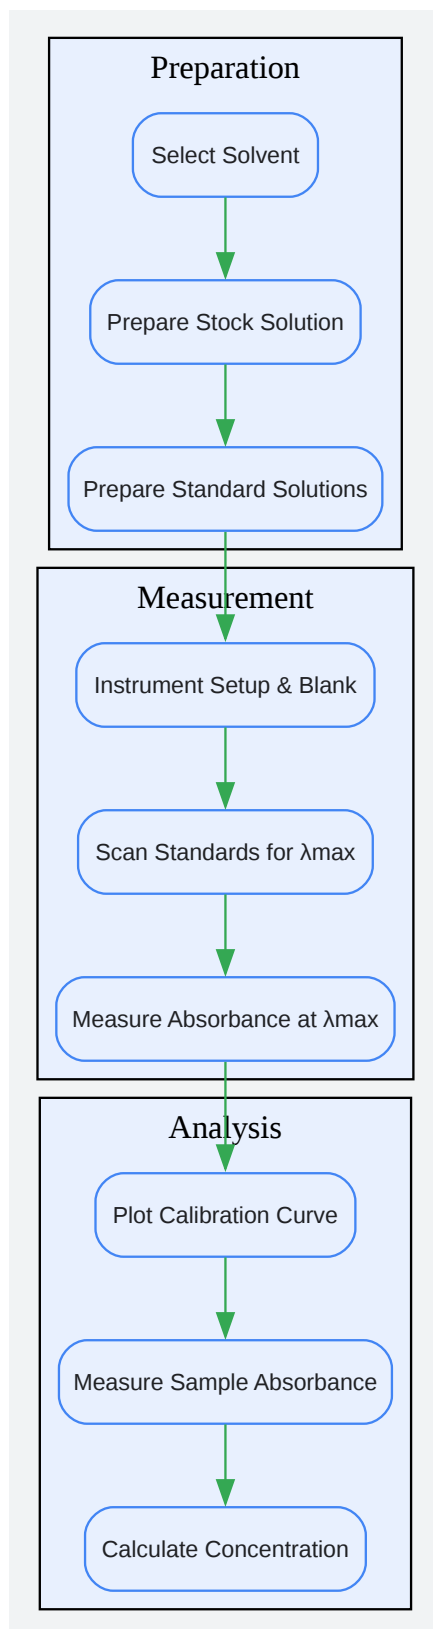 Preparation
Select Solvent
Prepare Stock Solution
Prepare Standard Solutions
Measurement
Instrument Setup & Blank
Scan Standards for λmax
Measure Absorbance at λmax
Analysis
Plot Calibration Curve
Measure Sample Absorbance
Calculate Concentration